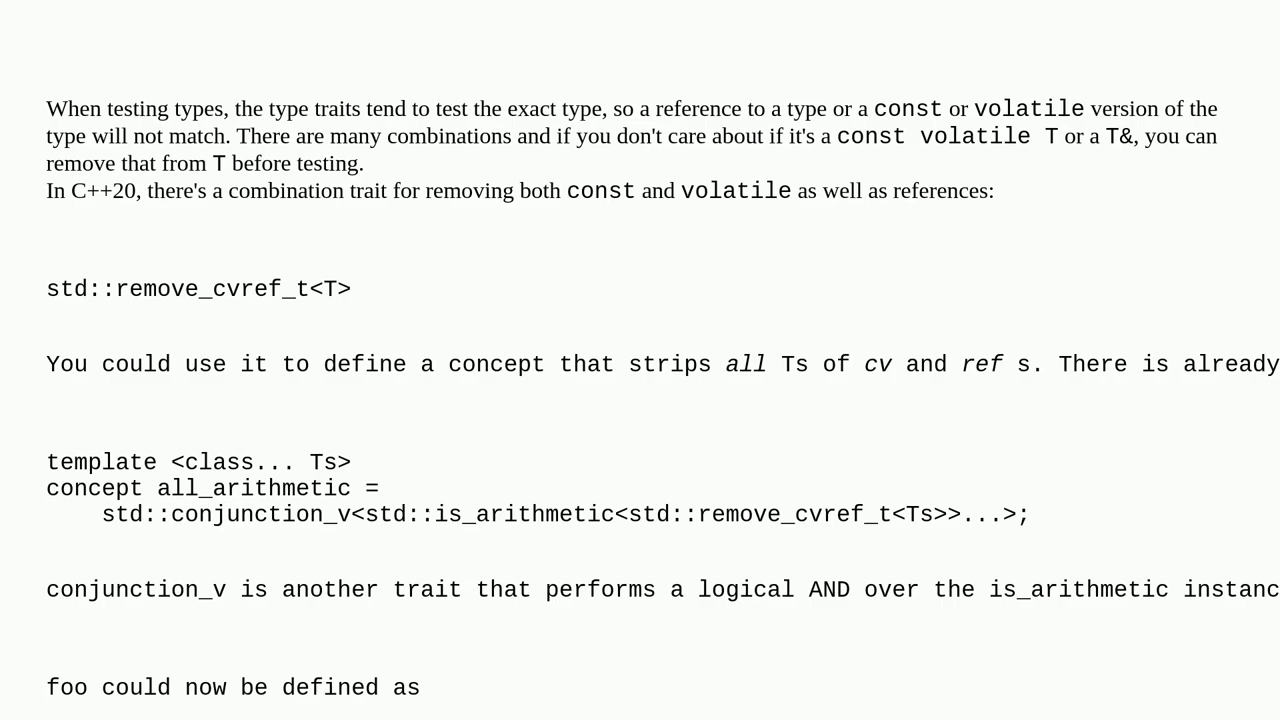 When testing types, the type traits tend to test the exact type, so a reference to a type or a const or volatile version of the
type will not match. There are many combinations and if you don't care about if it's a const volatile T or a T&, you can
remove that from T before testing.
In C++20, there's a combination trait for removing both const and volatile as well as references:
std::remove_cvref_t<T>
You could use it to define a concept that strips all Ts of cv and ref s. There is already
template <class... Ts>
concept all_arithmetic =
    std::conjunction_v<std::is_arithmetic<std::remove_cvref_t<Ts>>...>;
conjunction_v is another trait that performs a logical AND over the is_arithmetic instanc
foo could now be defined as